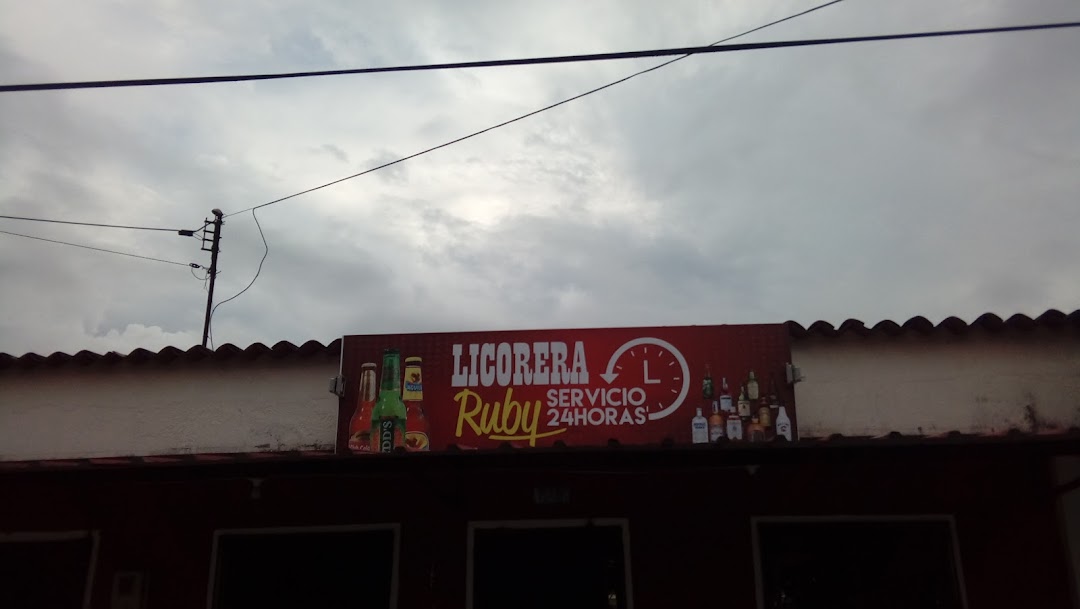 LICORERA
Ruby
SERVICIO
24HORAS